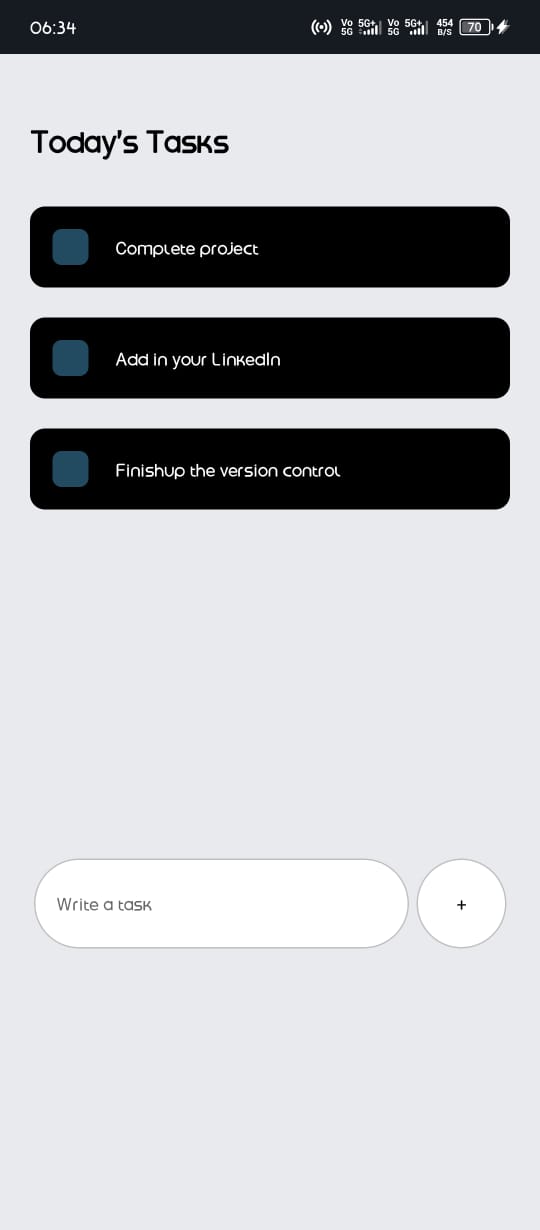 06:34
Vo 5G 5G+ Vo 5G 5G+ 454 B/S 70
Today's Tasks
Complete project
Add in your LinkedIn
Finishup the version control
Write a task
+